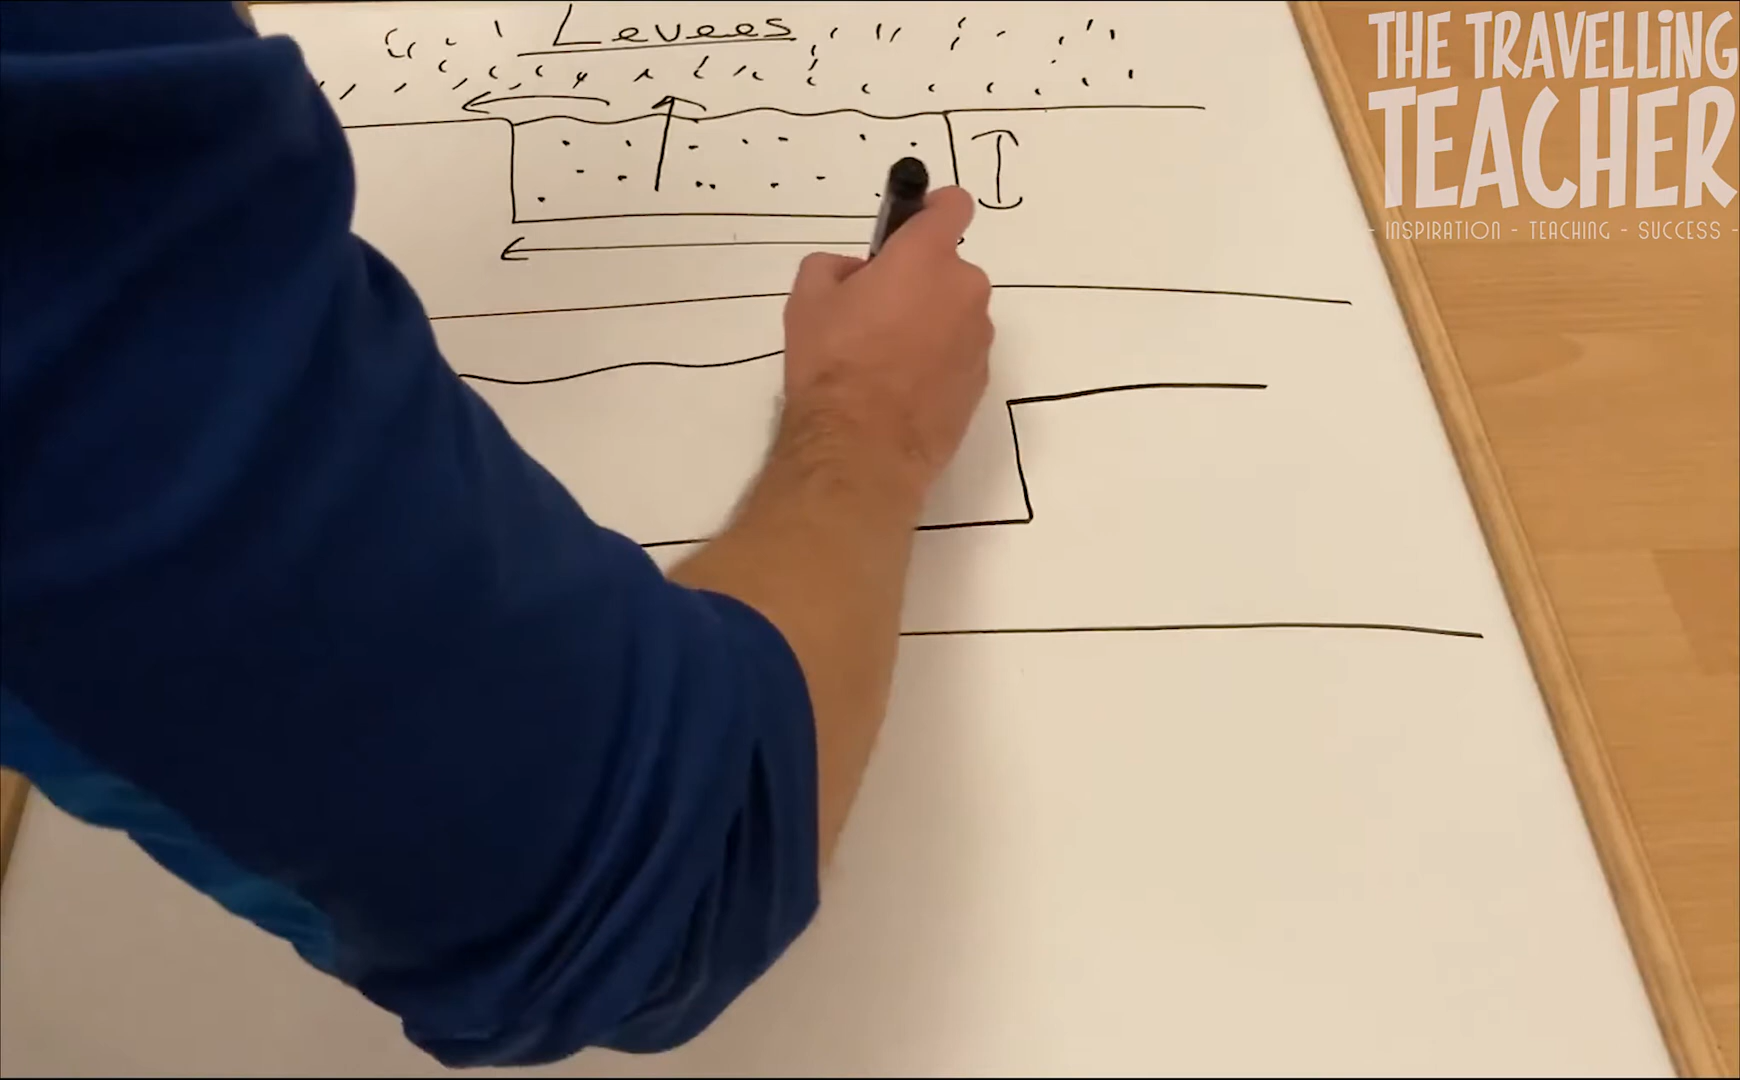 Levees
THE TRAVELLiNG
TEACHER
- INSPIRATION - TEACHING - SUCCESS -